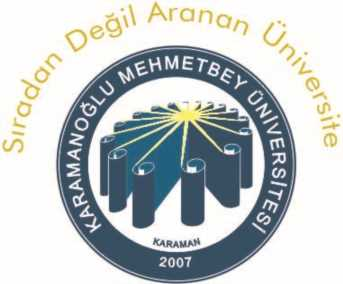 Sıradan Değil Aranan Üniversite
KARAMANOĞLU MEHMETBEY ÜNİVERSİTESİ
KARAMAN
2007